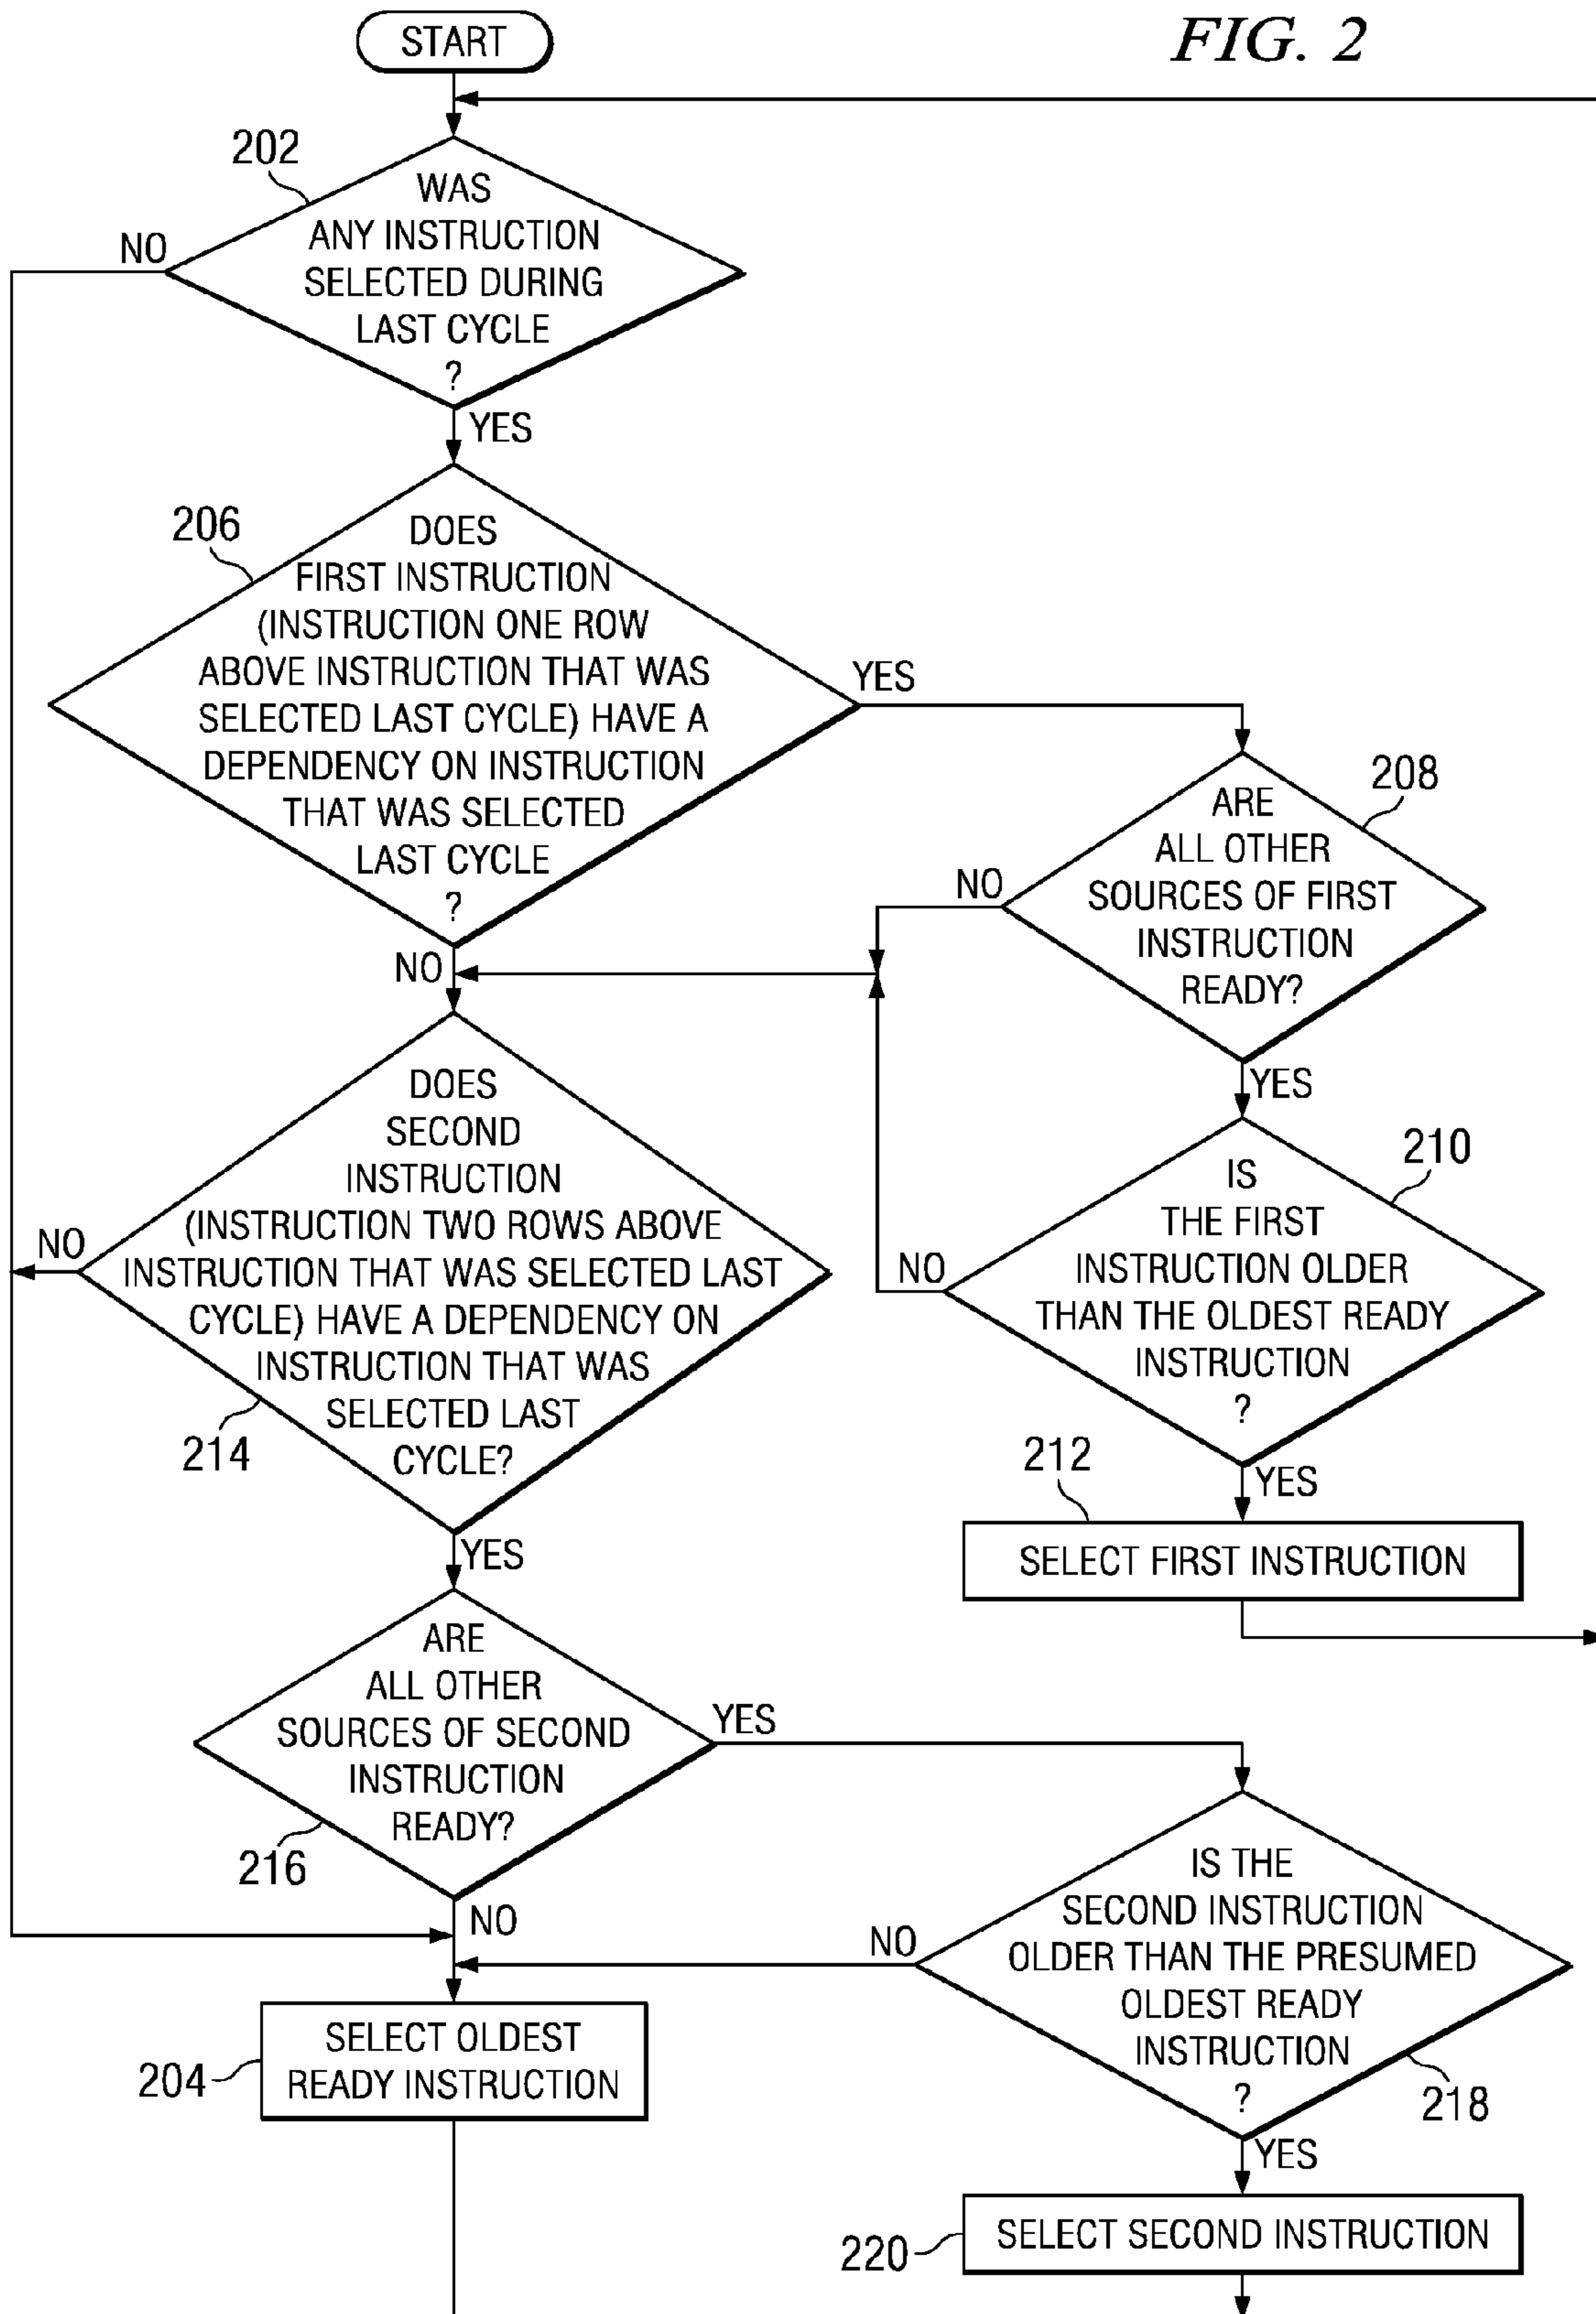 FIG. 2
START
202
WAS
ANY INSTRUCTION
SELECTED DURING
LAST CYCLE
?
NO
YES
206
DOES
FIRST INSTRUCTION
(INSTRUCTION ONE ROW
ABOVE INSTRUCTION THAT WAS
SELECTED LAST CYCLE) HAVE A
DEPENDENCY ON INSTRUCTION
THAT WAS SELECTED
LAST CYCLE
?
YES
NO
208
ARE
ALL OTHER
SOURCES OF FIRST
INSTRUCTION
READY?
NO
YES
210
IS
THE FIRST
INSTRUCTION OLDER
THAN THE OLDEST READY
INSTRUCTION
?
NO
YES
212
SELECT FIRST INSTRUCTION
DOES
SECOND
INSTRUCTION
(INSTRUCTION TWO ROWS ABOVE
INSTRUCTION THAT WAS SELECTED LAST
CYCLE) HAVE A DEPENDENCY ON
INSTRUCTION THAT WAS
SELECTED LAST
CYCLE?
NO
214
YES
ARE
ALL OTHER
SOURCES OF SECOND
INSTRUCTION
READY?
YES
216
NO
IS THE
SECOND INSTRUCTION
OLDER THAN THE PRESUMED
OLDEST READY
INSTRUCTION
?
NO
218
YES
SELECT OLDEST
READY INSTRUCTION
204
SELECT SECOND INSTRUCTION
220